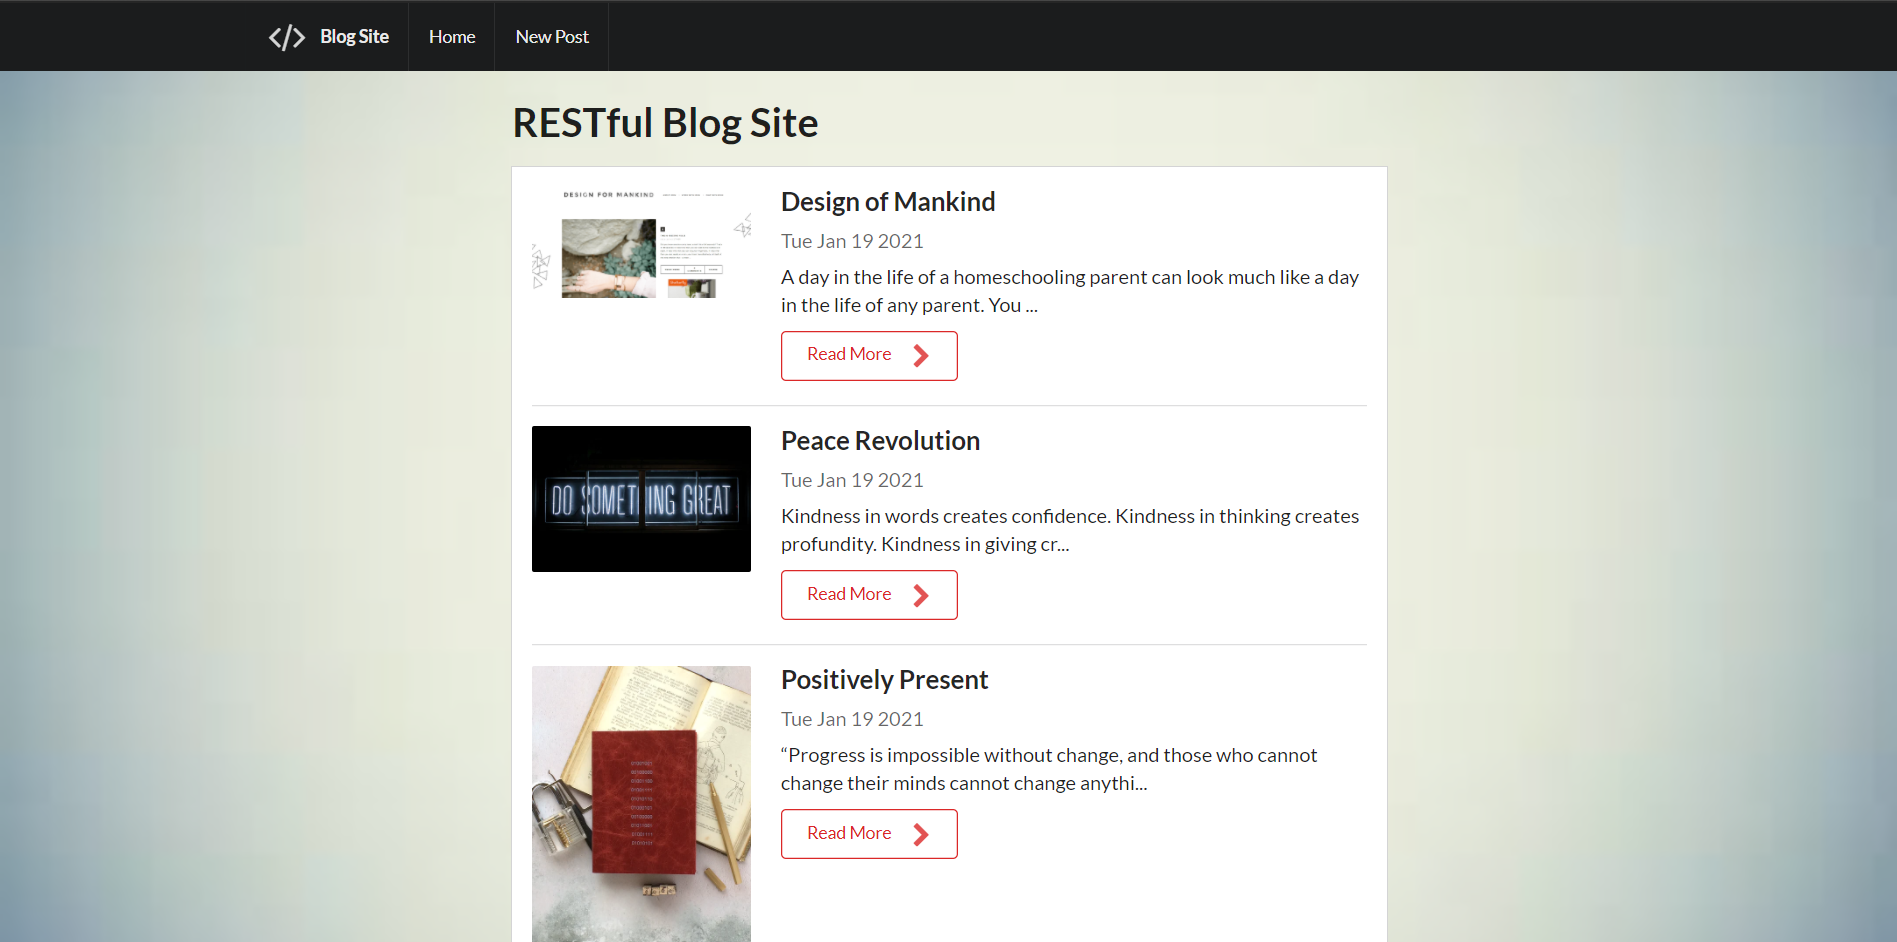 </> Blog Site Home New Post
RESTful Blog Site
DESIGN FOR MANKIND
Design of Mankind
Tue Jan 19 2021
A day in the life of a homeschooling parent can look much like a day
in the life of any parent. You ...
Read More
DO SOMETHING GREAT
Peace Revolution
Tue Jan 19 2021
Kindness in words creates confidence. Kindness in thinking creates
profundity. Kindness in giving cr...
Read More
Positively Present
Tue Jan 19 2021
“Progress is impossible without change, and those who cannot
change their minds cannot change anythi...
Read More